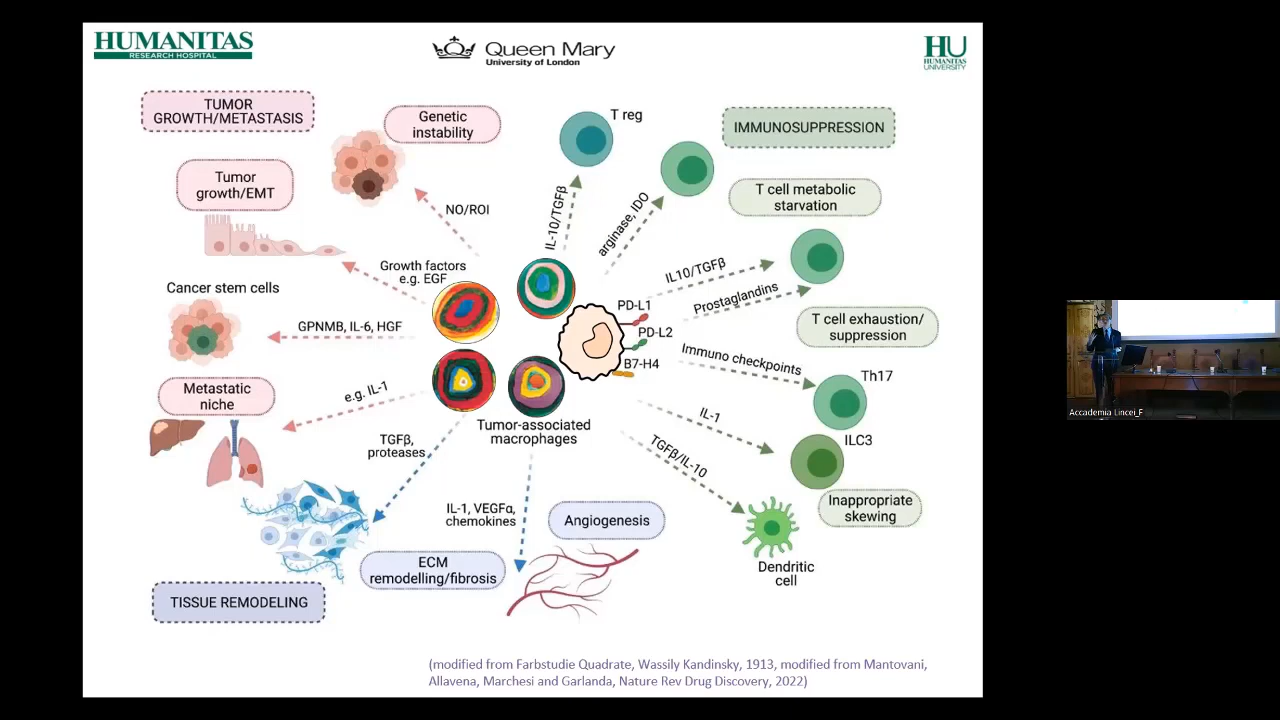 HUMANITAS
RESEARCH HOSPITAL
Queen Mary
University of London
HU
HUMANITAS
UNIVERSITY
TUMOR
GROWTH/METASTASIS
Genetic
instability
T reg
IMMUNOSUPPRESSION
Tumor
growth/EMT
NO/ROI
IL-10/TGFβ
arginase, IDO
T cell metabolic
starvation
Growth factors
e.g. EGF
IL10/TGFβ
Prostaglandins
Cancer stem cells
GPNMB, IL-6, HGF
PD-L1
PD-L2
B7-H4
T cell exhaustion/
suppression
Immuno checkpoints
Th17
Metastatic
niche
e.g. IL-1
Tumor-associated
macrophages
IL-1
ILC3
TGFβ,
proteases
TGFβ/IL-10
Inappropriate
skewing
IL-1, VEGFα,
chemokines
Angiogenesis
ECM
remodelling/fibrosis
Dendritic
cell
TISSUE REMODELING
(modified from Farbstudie Quadrate, Wassily Kandinsky, 1913, modified from Mantovani,
Allavena, Marchesi and Garlanda, Nature Rev Drug Discovery, 2022)
Accademia Lincei_F